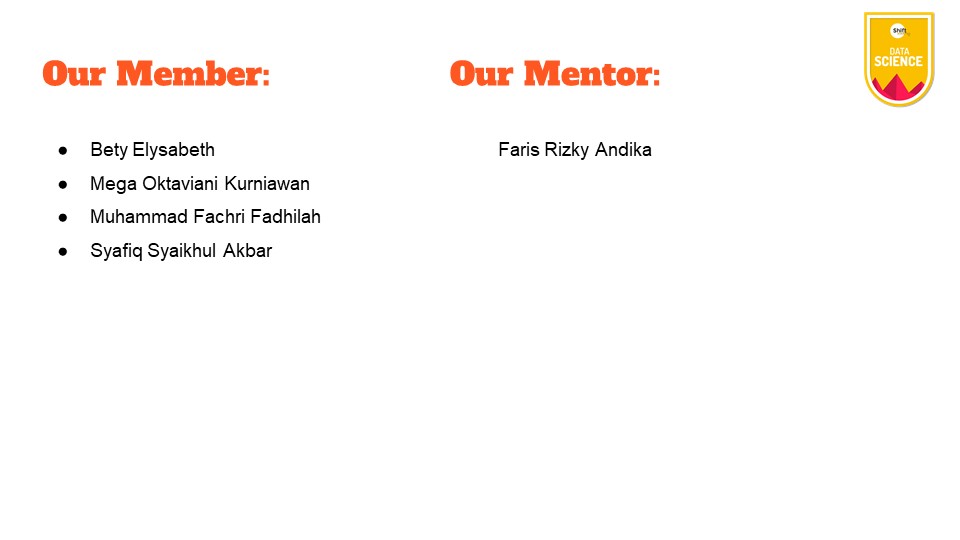 Our Member:
● Bety Elysabeth
● Mega Oktaviani Kurniawan
● Muhammad Fachri Fadhilah
● Syafiq Syaikhul Akbar
Our Mentor:
Faris Rizky Andika
Shift
DATA
SCIENCE